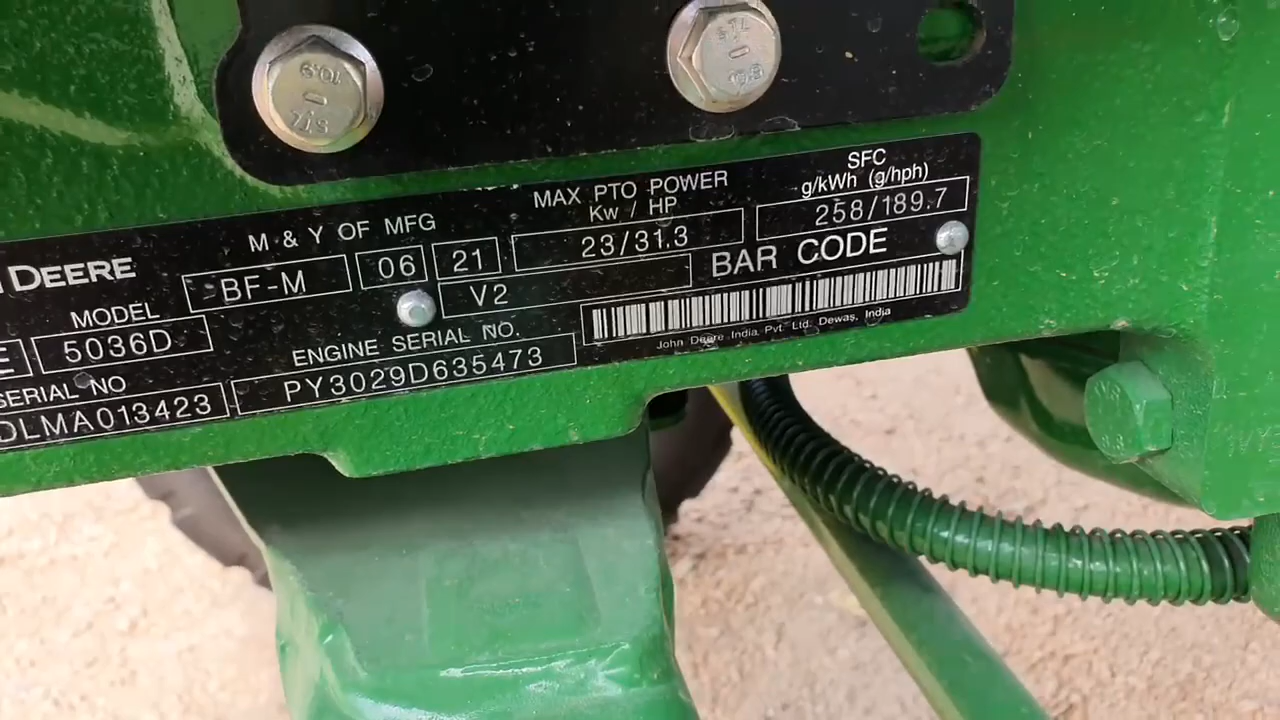 10.9
STL
STL
DEERE
M & Y OF MFG
MAX PTO POWER
Kw / HP
SFC
g/kWh (g/hph)
BF-M
06
21
23/31.3
258/189.7
MODEL
V2
BAR CODE
5036D
E
ENGINE SERIAL NO.
John Deere India Pvt. Ltd. Dewas, India
SERIAL NO
DLMA013423
PY3029D635473